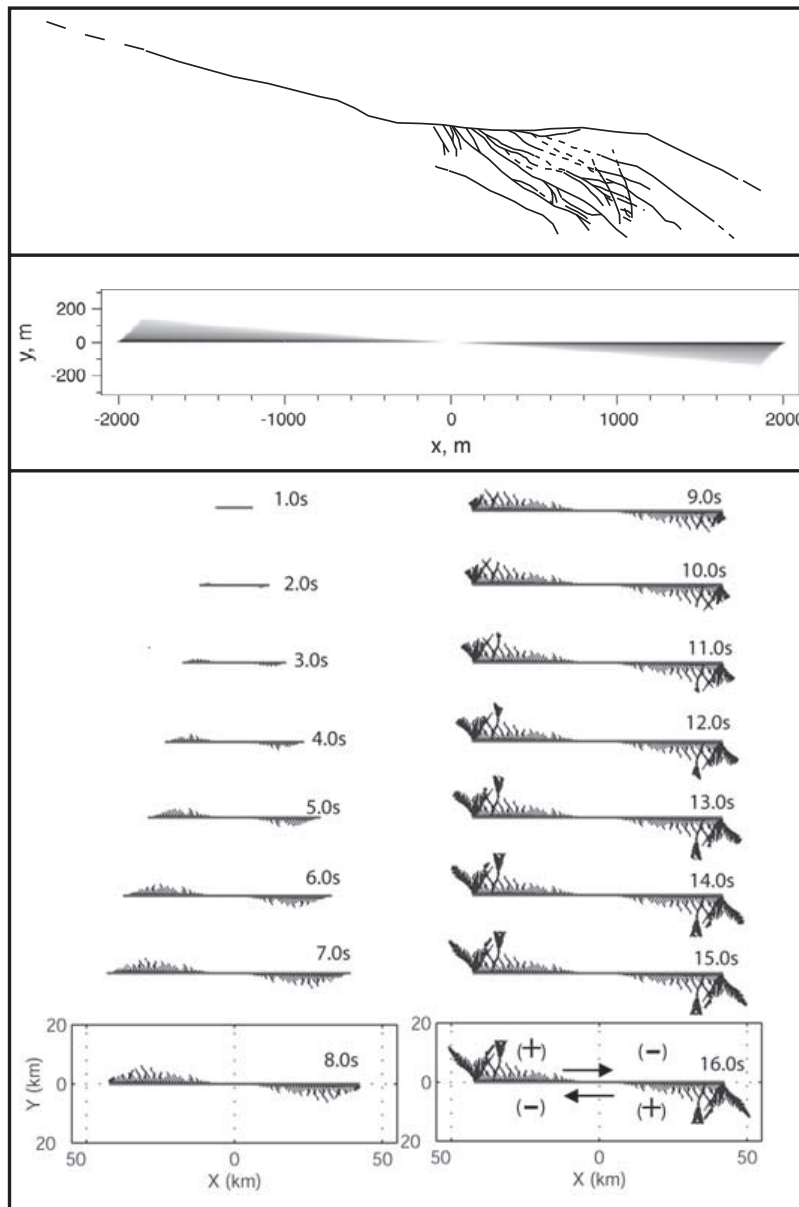 200
0
-200
y, m
-2000
-1000
0
1000
2000
x, m
1.0s
2.0s
3.0s
4.0s
5.0s
6.0s
7.0s
8.0s
20
0
20
Y (km)
50
0
50
X (km)
9.0s
10.0s
11.0s
12.0s
13.0s
14.0s
15.0s
16.0s
(+)
(-)
(-)
(+)
20
0
20
50
0
50
X (km)